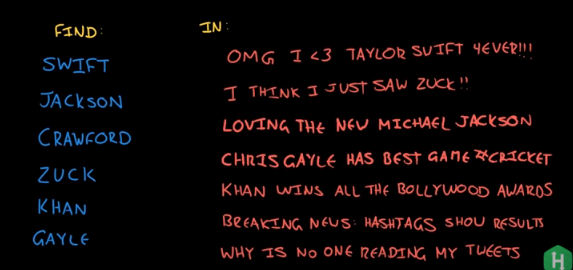 FIND:
SWIFT
JACKSON
CRAWFORD
ZUCK
KHAN
GAYLE
IN:
OMG I <3 TAYLOR SWIFT 4EVER!!!
I THINK I JUST SAW ZUCK!!
LOVING THE NEW MICHAEL JACKSON
CHRIS GAYLE HAS BEST GAME #CRICKET
KHAN WINS ALL THE BOLLYWOOD AWARDS
BREAKING NEWS: HASHTAGS SHOW RESULTS
WHY IS NO ONE READING MY TWEETS
H